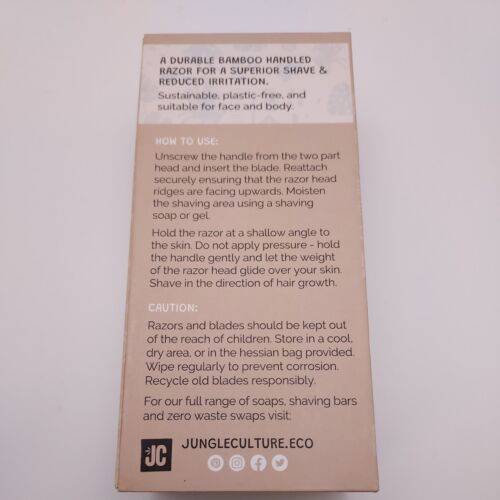 A DURABLE BAMBOO HANDLED
RAZOR FOR A SUPERIOR SHAVE &
REDUCED IRRITATION.
Sustainable, plastic-free, and
suitable for face and body.
HOW TO USE:
Unscrew the handle from the two part
head and insert the blade. Reattach
securely ensuring that the razor head
ridges are facing upwards. Moisten
the shaving area using a shaving
soap or gel.
Hold the razor at a shallow angle to
the skin. Do not apply pressure - hold
the handle gently and let the weight
of the razor head glide over your skin.
Shave in the direction of hair growth.
CAUTION:
Razors and blades should be kept out
of the reach of children. Store in a cool,
dry area, or in the hessian bag provided.
Wipe regularly to prevent corrosion.
Recycle old blades responsibly.
For our full range of soaps, shaving bars
and zero waste swaps visit:
JC JUNGLECULTURE.ECO